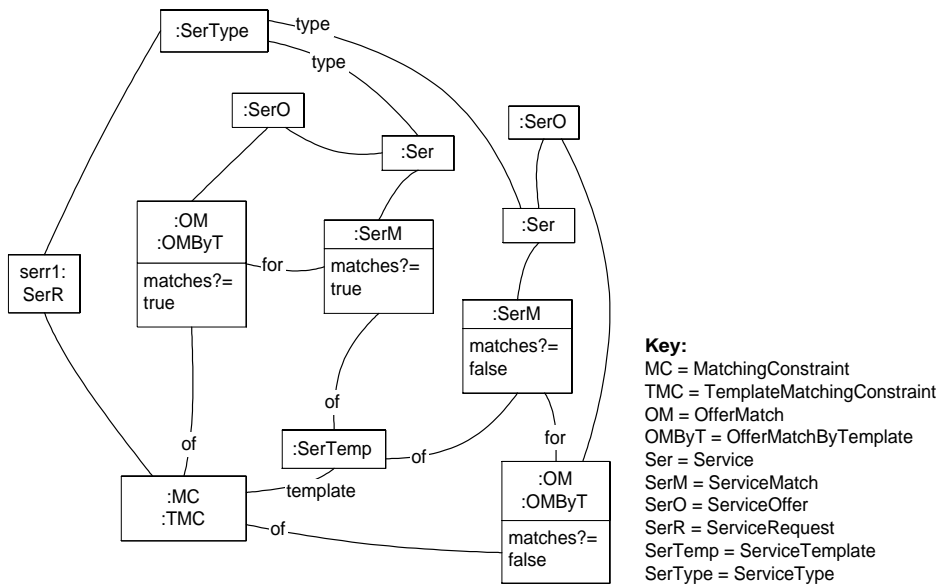 :SerType
type
type
:SerO
:SerO
:Ser
:Ser
:OM
:OMByT
matches?=
true
for
:SerM
matches?=
true
serr1:
SerR
:SerM
matches?=
false
of
of
:SerTemp
of
for
template
:MC
:TMC
of
:OM
:OMByT
matches?=
false
Key:
MC = MatchingConstraint
TMC = TemplateMatchingConstraint
OM = OfferMatch
OMByT = OfferMatchByTemplate
Ser = Service
SerM = ServiceMatch
SerO = ServiceOffer
SerR = ServiceRequest
SerTemp = ServiceTemplate
SerType = ServiceType